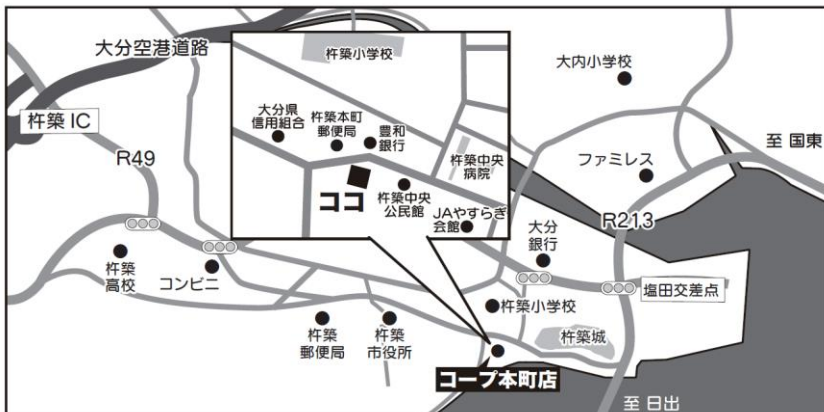 大分空港道路
杵築 IC
R49
杵築小学校
大分県
信用組合
杵築本町
郵便局
豊和
銀行
杵築中央
病院
ココ
杵築中央
公民館
JAやすらぎ
会館
大内小学校
至 国東
ファミレス
R213
大分
銀行
塩田交差点
杵築
高校
コンビニ
杵築小学校
杵築城
杵築
郵便局
杵築
市役所
コープ本町店
至 日出